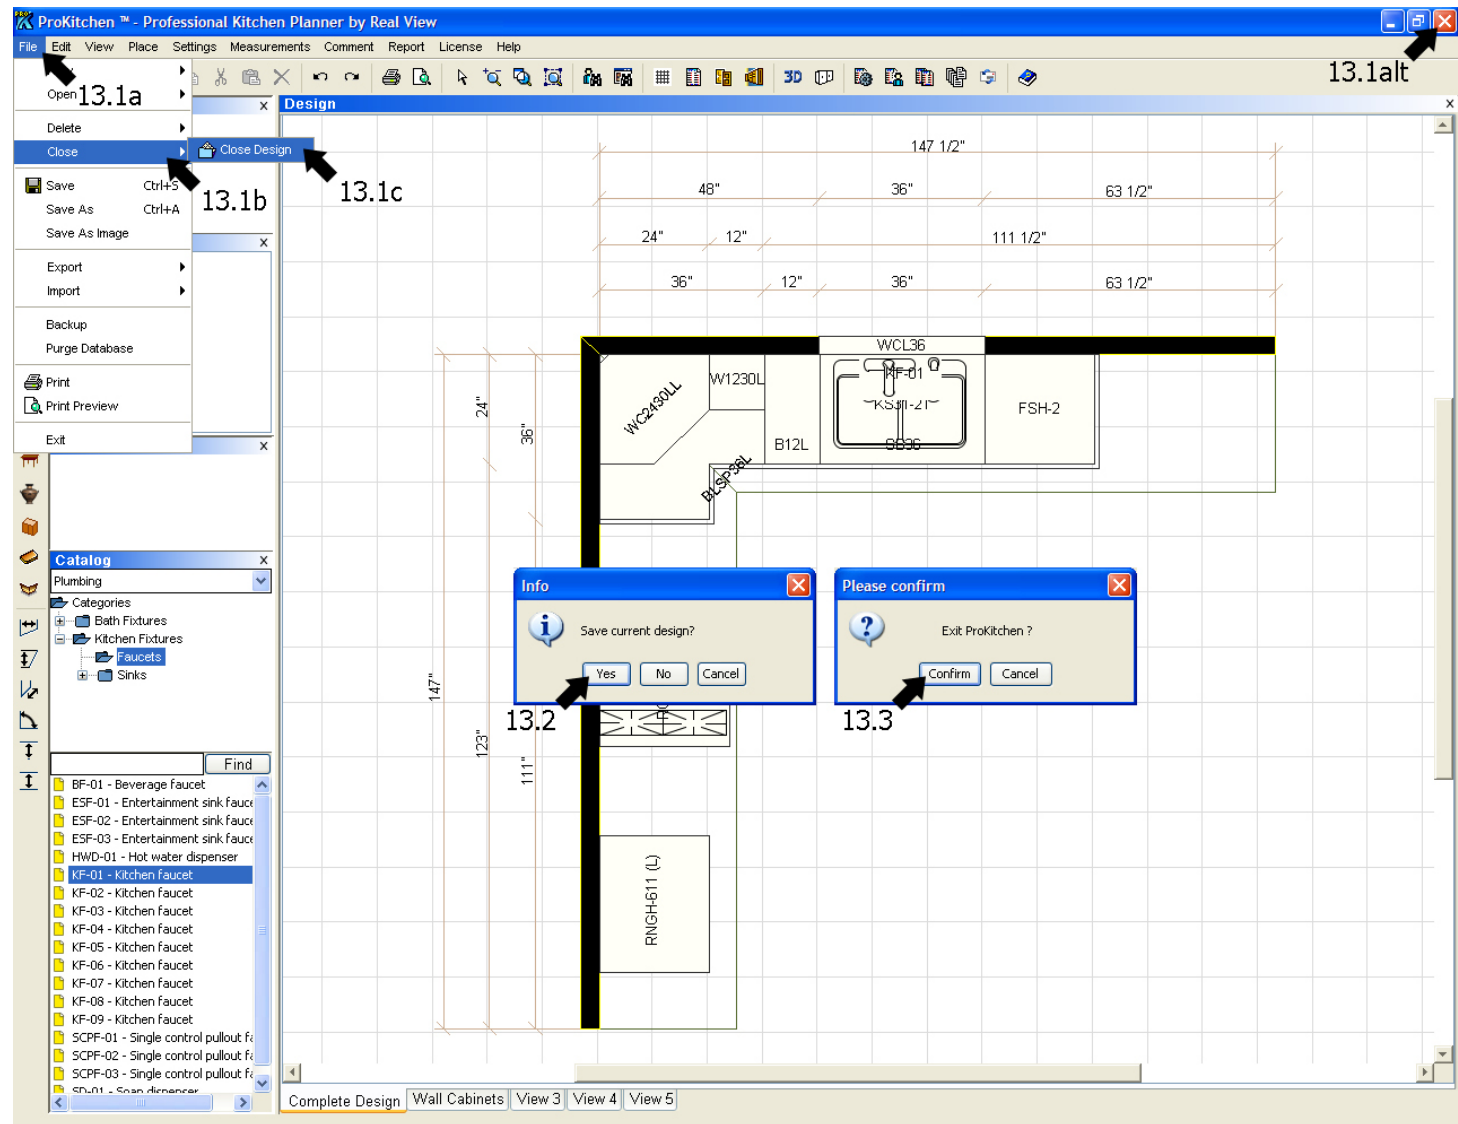 ProKitchen ™ - Professional Kitchen Planner by Real View
File Edit View Place Settings Measurements Comment Report License Help
13.1alt
3D
Open
13.1a
Delete
Close
Close Design
13.1b
13.1c
Save Ctrl+S
Save As Ctrl+A
Save As Image
Export
Import
Backup
Purge Database
Print
Print Preview
Exit
Design
147 1/2"
48" 36" 63 1/2"
24" 12" 111 1/2"
36" 12" 36" 63 1/2"
WCL36
KF-01
WC2430LL
W1230L
KS31-21
FSH-2
24"
36"
B12L
SB36
BLSP36L
Catalog
Plumbing
Categories
Bath Fixtures
Kitchen Fixtures
Faucets
Sinks
Info
Save current design?
Yes No Cancel
13.2
Please confirm
Exit ProKitchen ?
Confirm Cancel
13.3
147"
123"
111"
RNGH-611 (L)
Find
BF-01 - Beverage faucet
ESF-01 - Entertainment sink fauce
ESF-02 - Entertainment sink fauce
ESF-03 - Entertainment sink fauce
HWD-01 - Hot water dispenser
KF-01 - Kitchen faucet
KF-02 - Kitchen faucet
KF-03 - Kitchen faucet
KF-04 - Kitchen faucet
KF-05 - Kitchen faucet
KF-06 - Kitchen faucet
KF-07 - Kitchen faucet
KF-08 - Kitchen faucet
KF-09 - Kitchen faucet
SCPF-01 - Single control pullout fa
SCPF-02 - Single control pullout fa
SCPF-03 - Single control pullout fa
SD-01 - Soap dispenser
Complete Design Wall Cabinets View 3 View 4 View 5